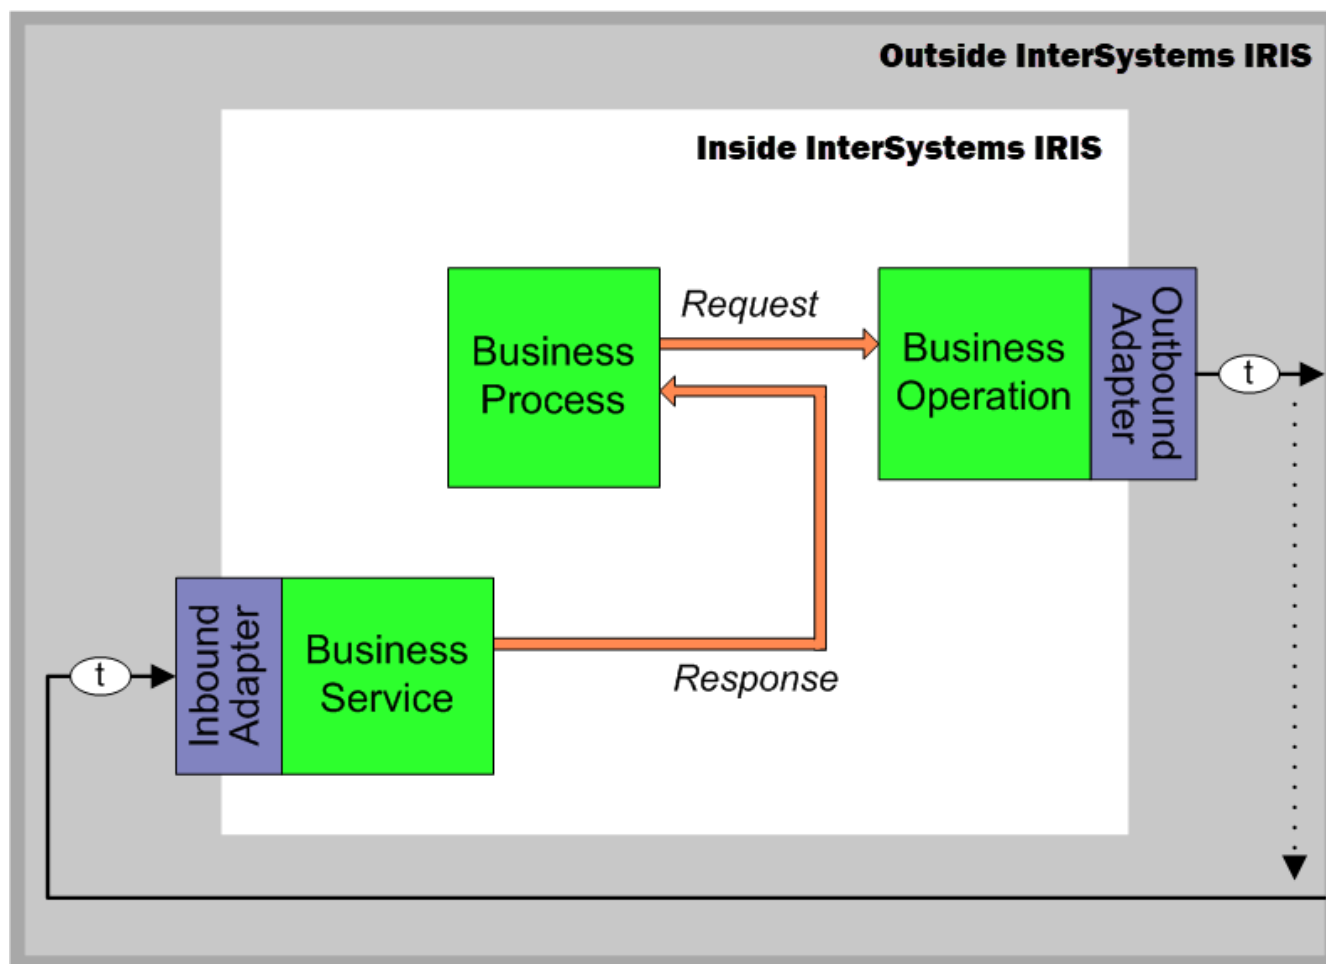 Outside InterSystems IRIS
Inside InterSystems IRIS
Business
Process
Request
Business
Operation
Outbound
Adapter
t
Inbound
Adapter
Business
Service
Response
t